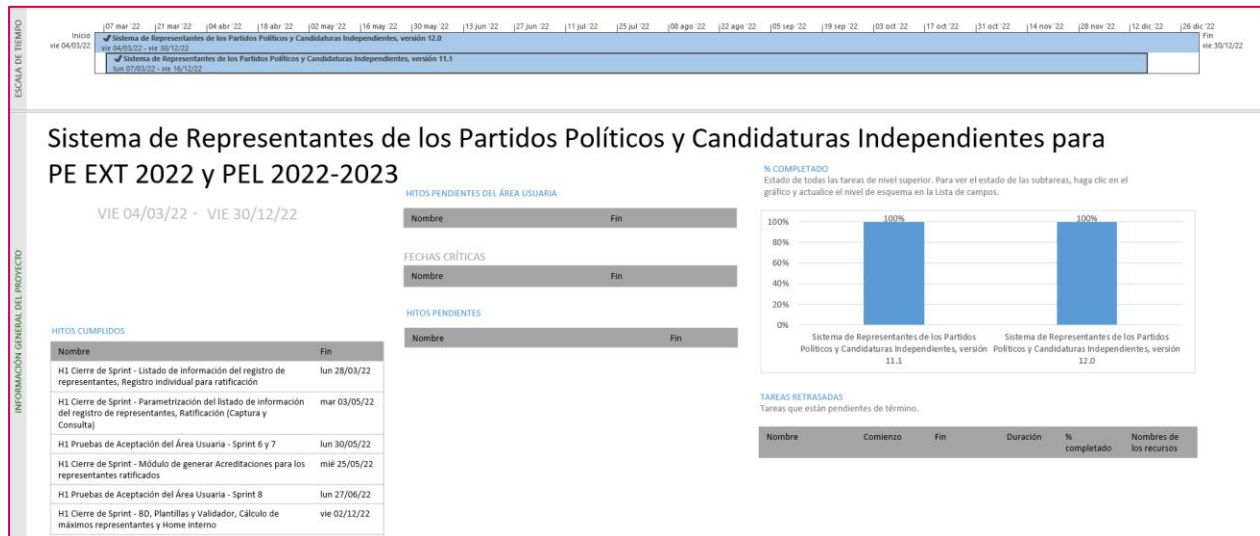 ESCALA DE TIEMPO
|07 mar '22 |21 mar '22 |04 abr '22 |18 abr '22 |02 may '22 |16 may '22 |30 may '22 |13 jun '22 |27 jun '22 |11 jul '22 |25 jul '22 |08 ago '22 |22 ago '22 |05 sep '22 |19 sep '22 |03 oct '22 |17 oct '22 |31 oct '22 |14 nov '22 |28 nov '22 |12 dic '22 |26 dic '22
Inicio
vie 04/03/22
Sistema de Representantes de los Partidos Políticos y Candidaturas Independientes, versión 12.0
vie 04/03/22 - vie 30/12/22
Sistema de Representantes de los Partidos Políticos y Candidaturas Independientes, versión 11.1
lun 07/03/22 - vie 16/12/22
Fin
vie 30/12/22
INFORMACIÓN GENERAL DEL PROYECTO
Sistema de Representantes de los Partidos Políticos y Candidaturas Independientes para
PE EXT 2022 y PEL 2022-2023
VIE 04/03/22 - VIE 30/12/22
HITOS CUMPLIDOS
Nombre Fin
H1 Cierre de Sprint - Listado de información del registro de lun 28/03/22
representantes, Registro individual para ratificación
H1 Cierre de Sprint - Parametrización del listado de información mar 03/05/22
del registro de representantes, Ratificación (Captura y
Consulta)
H1 Pruebas de Aceptación del Área Usuaria - Sprint 6 y 7 lun 30/05/22
H1 Cierre de Sprint - Módulo de generar Acreditaciones para los mié 25/05/22
representantes ratificados
H1 Pruebas de Aceptación del Área Usuaria - Sprint 8 lun 27/06/22
H1 Cierre de Sprint - BD, Plantillas y Validador, Cálculo de vie 02/12/22
máximos representantes y Home interno
HITOS PENDIENTES DEL ÁREA USUARIA
Nombre Fin
FECHAS CRÍTICAS
Nombre Fin
HITOS PENDIENTES
Nombre Fin
% COMPLETADO
Estado de todas las tareas de nivel superior. Para ver el estado de las subtareas, haga clic en el
gráfico y actualice el nivel de esquema en la Lista de campos.
100%
80%
60%
40%
20%
0%
100% 100%
Sistema de Representantes de los Partidos
Políticos y Candidaturas Independientes, versión
11.1
Sistema de Representantes de los Partidos
Políticos y Candidaturas Independientes, versión
12.0
TAREAS RETRASADAS
Tareas que están pendientes de término.
Nombre Comienzo Fin Duración % completado Nombres de los recursos